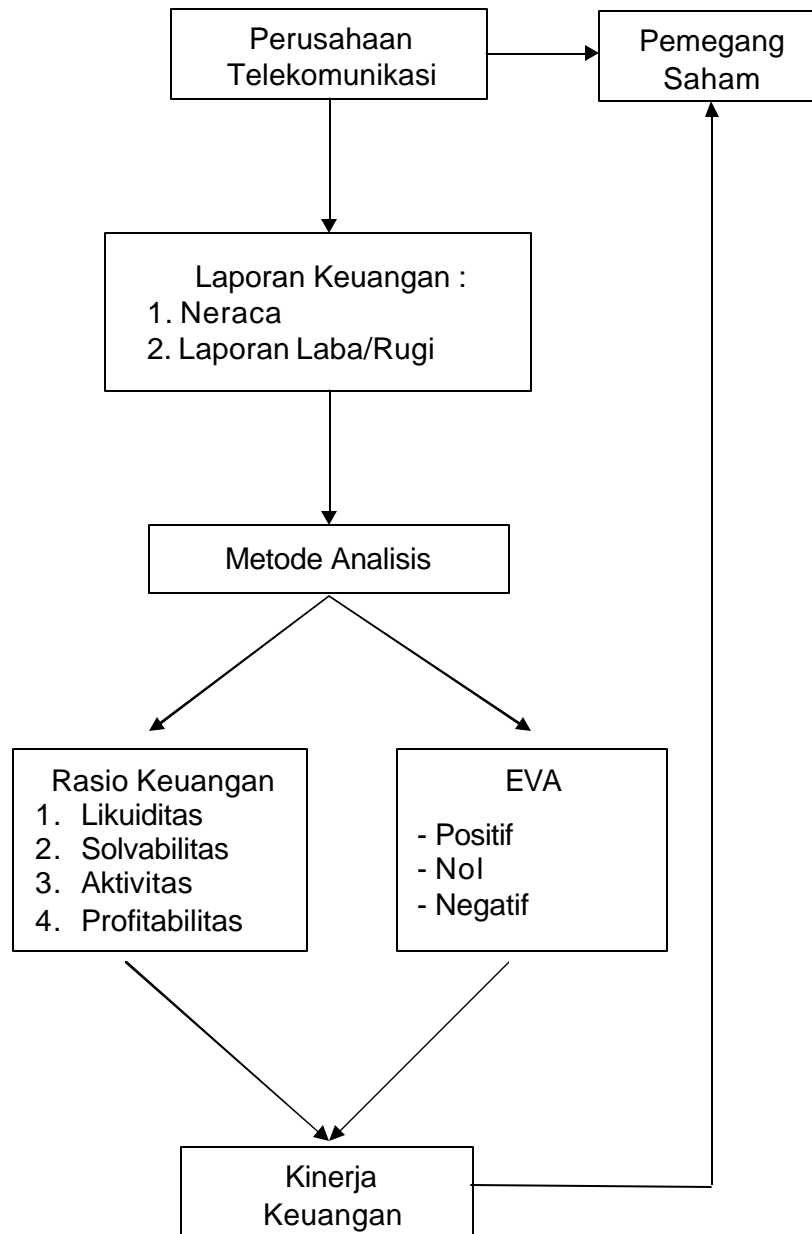 Perusahaan
Telekomunikasi
Pemegang
Saham
Laporan Keuangan :
1. Neraca
2. Laporan Laba/Rugi
Metode Analisis
Rasio Keuangan
1. Likuiditas
2. Solvabilitas
3. Aktivitas
4. Profitabilitas
EVA
- Positif
- Nol
- Negatif
Kinerja
Keuangan